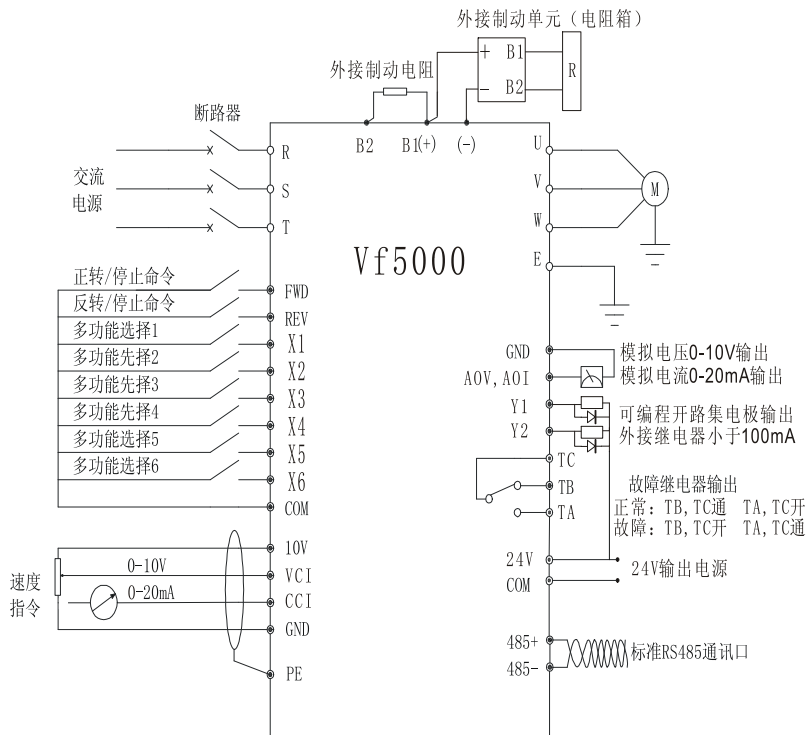 外接制动单元（电阻箱）
+ B1
- B2
R
外接制动电阻
B2 B1(+) (-)
断路器
交流
电源
R
S
T
U
V
W
E
M
Vf5000
正转/停止命令 FWD
反转/停止命令 REV
多功能选择1 X1
多功能先择2 X2
多功能先择3 X3
多功能先择4 X4
多功能选择5 X5
多功能选择6 X6
COM
速度
指令
10V
0-10V VCI
0-20mA CCI
GND
PE
GND 模拟电压0-10V输出
AOV,AOI 模拟电流0-20mA输出
Y1 可编程开路集电极输出
Y2 外接继电器小于100mA
TC
TB
TA
故障继电器输出
正常: TB,TC通 TA,TC开
故障: TB,TC开 TA,TC通
24V
COM
24V输出电源
485+
485-
标准RS485通讯口